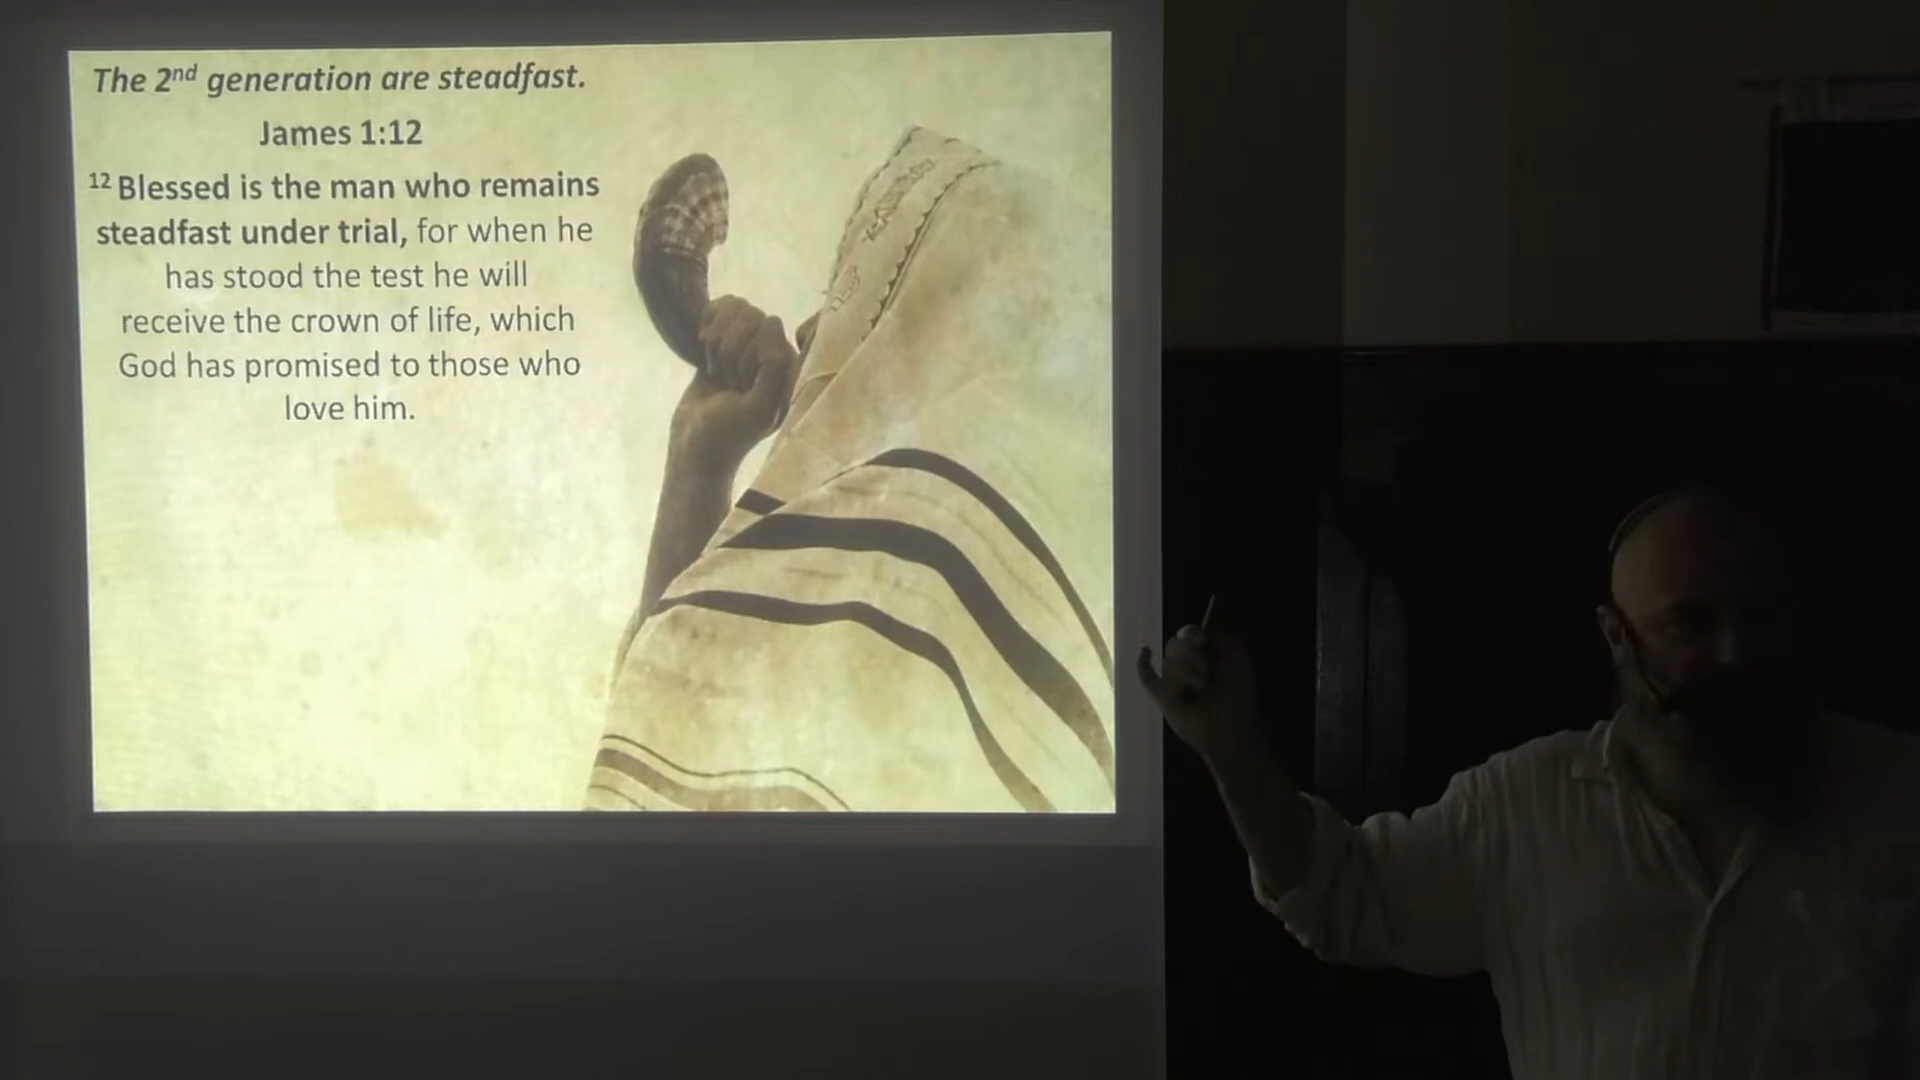 The 2nd generation are steadfast.
James 1:12
12 Blessed is the man who remains
steadfast under trial, for when he
has stood the test he will
receive the crown of life, which
God has promised to those who
love him.